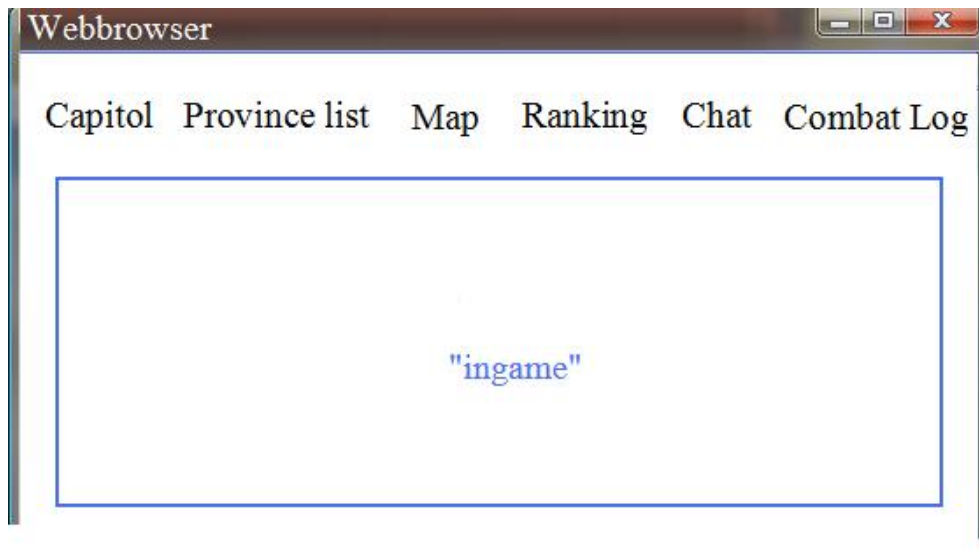 Webbrowser
Capitol Province list Map Ranking Chat Combat Log
"ingame"